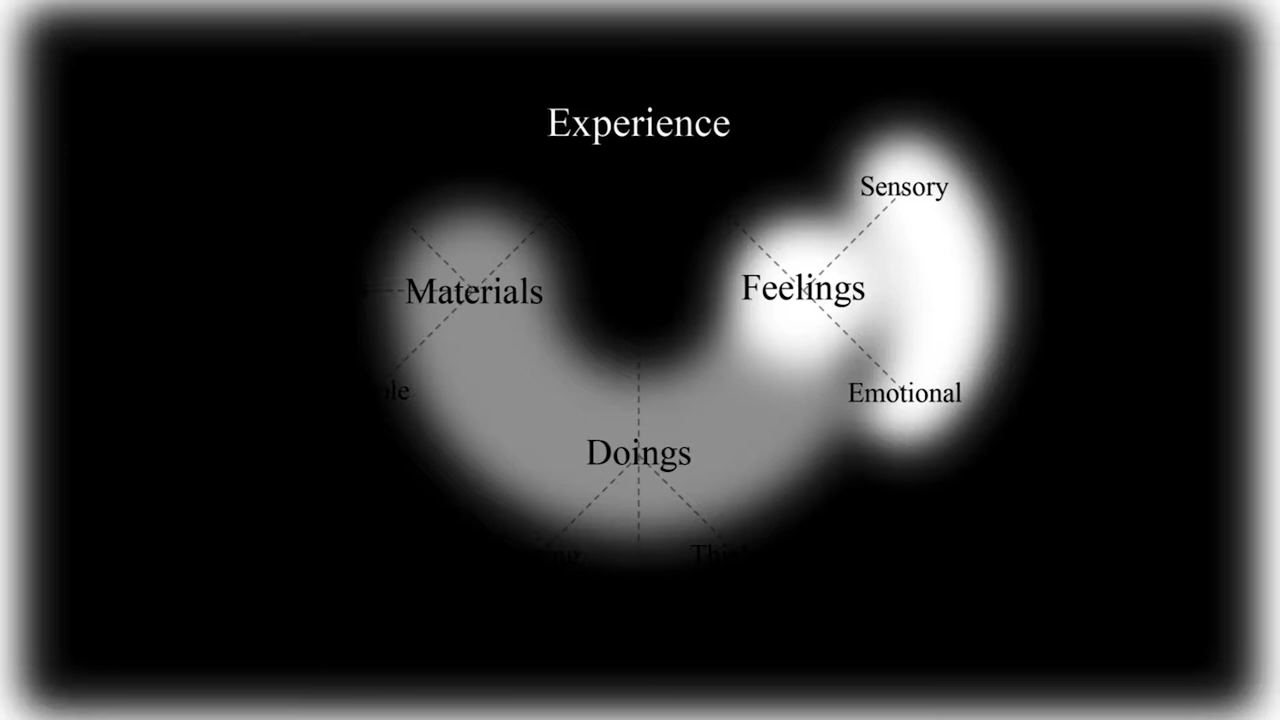 Experience
Sensory
Materials
Feelings
Emotional
Doings